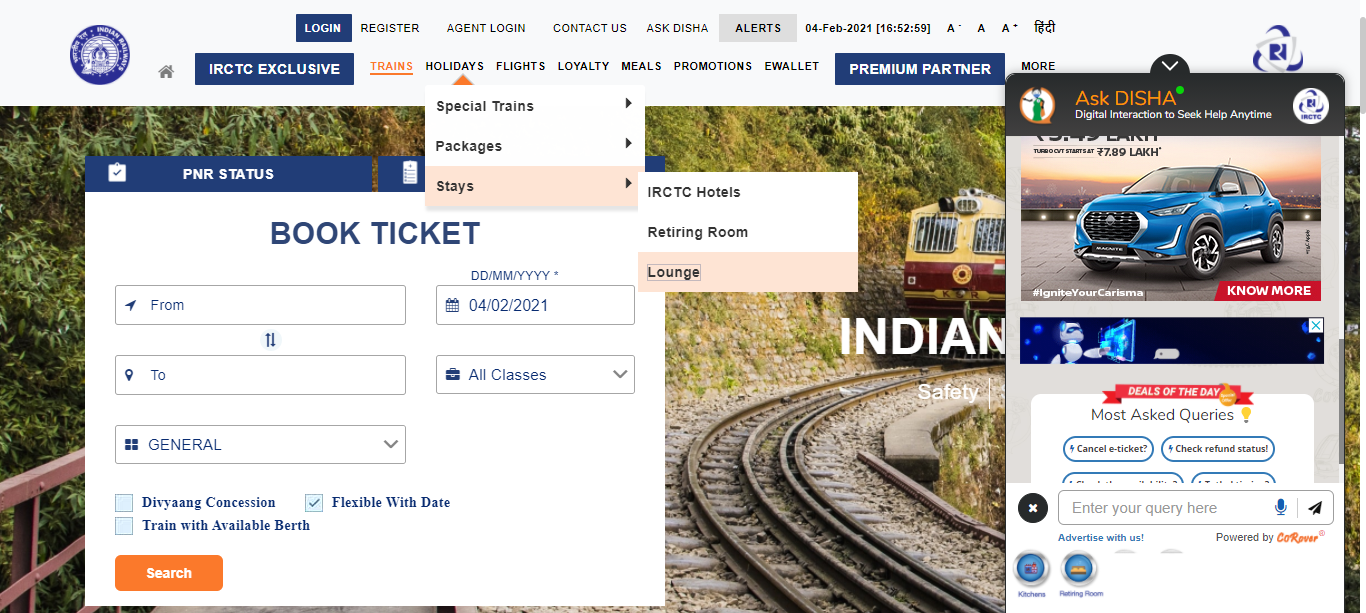 LOGIN REGISTER AGENT LOGIN CONTACT US ASK DISHA ALERTS 04-Feb-2021 [16:52:59] A- A A+ हिंदी
INDIAN RAILWAYS
IRCTC EXCLUSIVE TRAINS HOLIDAYS FLIGHTS LOYALTY MEALS PROMOTIONS EWALLET PREMIUM PARTNER MORE
Special Trains
Packages
Stays
IRCTC Hotels
Retiring Room
Lounge
PNR STATUS
BOOK TICKET
DD/MM/YYYY *
From
04/02/2021
To
All Classes
GENERAL
Divyaang Concession
Flexible With Date
Train with Available Berth
Search
INDIAN
Safety |
Ask DISHA
Digital Interaction to Seek Help Anytime
IRCTC
TURBO CVT STARTS AT ₹7.89 LAKH*
MAGNITE
#IgniteYourCarisma
KNOW MORE
DEALS OF THE DAY
Most Asked Queries
Cancel e-ticket?
Check refund status!
Enter your query here
Advertise with us!
Powered by CoRover®
Kitchens
Retiring Room